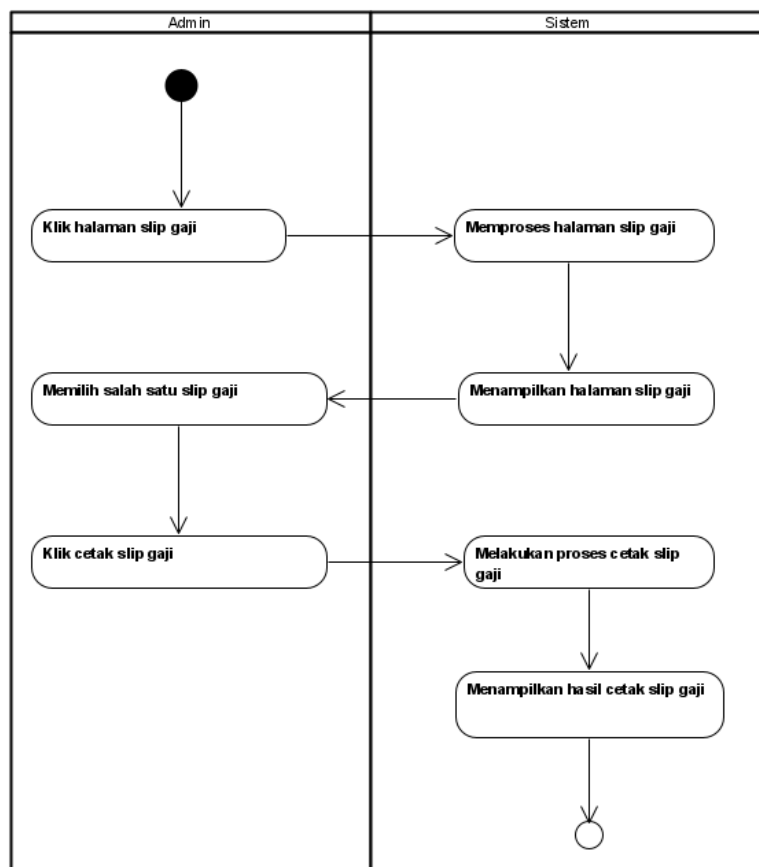 Admin
Sistem
Klik halaman slip gaji
Memproses halaman slip gaji
Memilih salah satu slip gaji
Menampilkan halaman slip gaji
Klik cetak slip gaji
Melakukan proses cetak slip
gaji
Menampilkan hasil cetak slip gaji